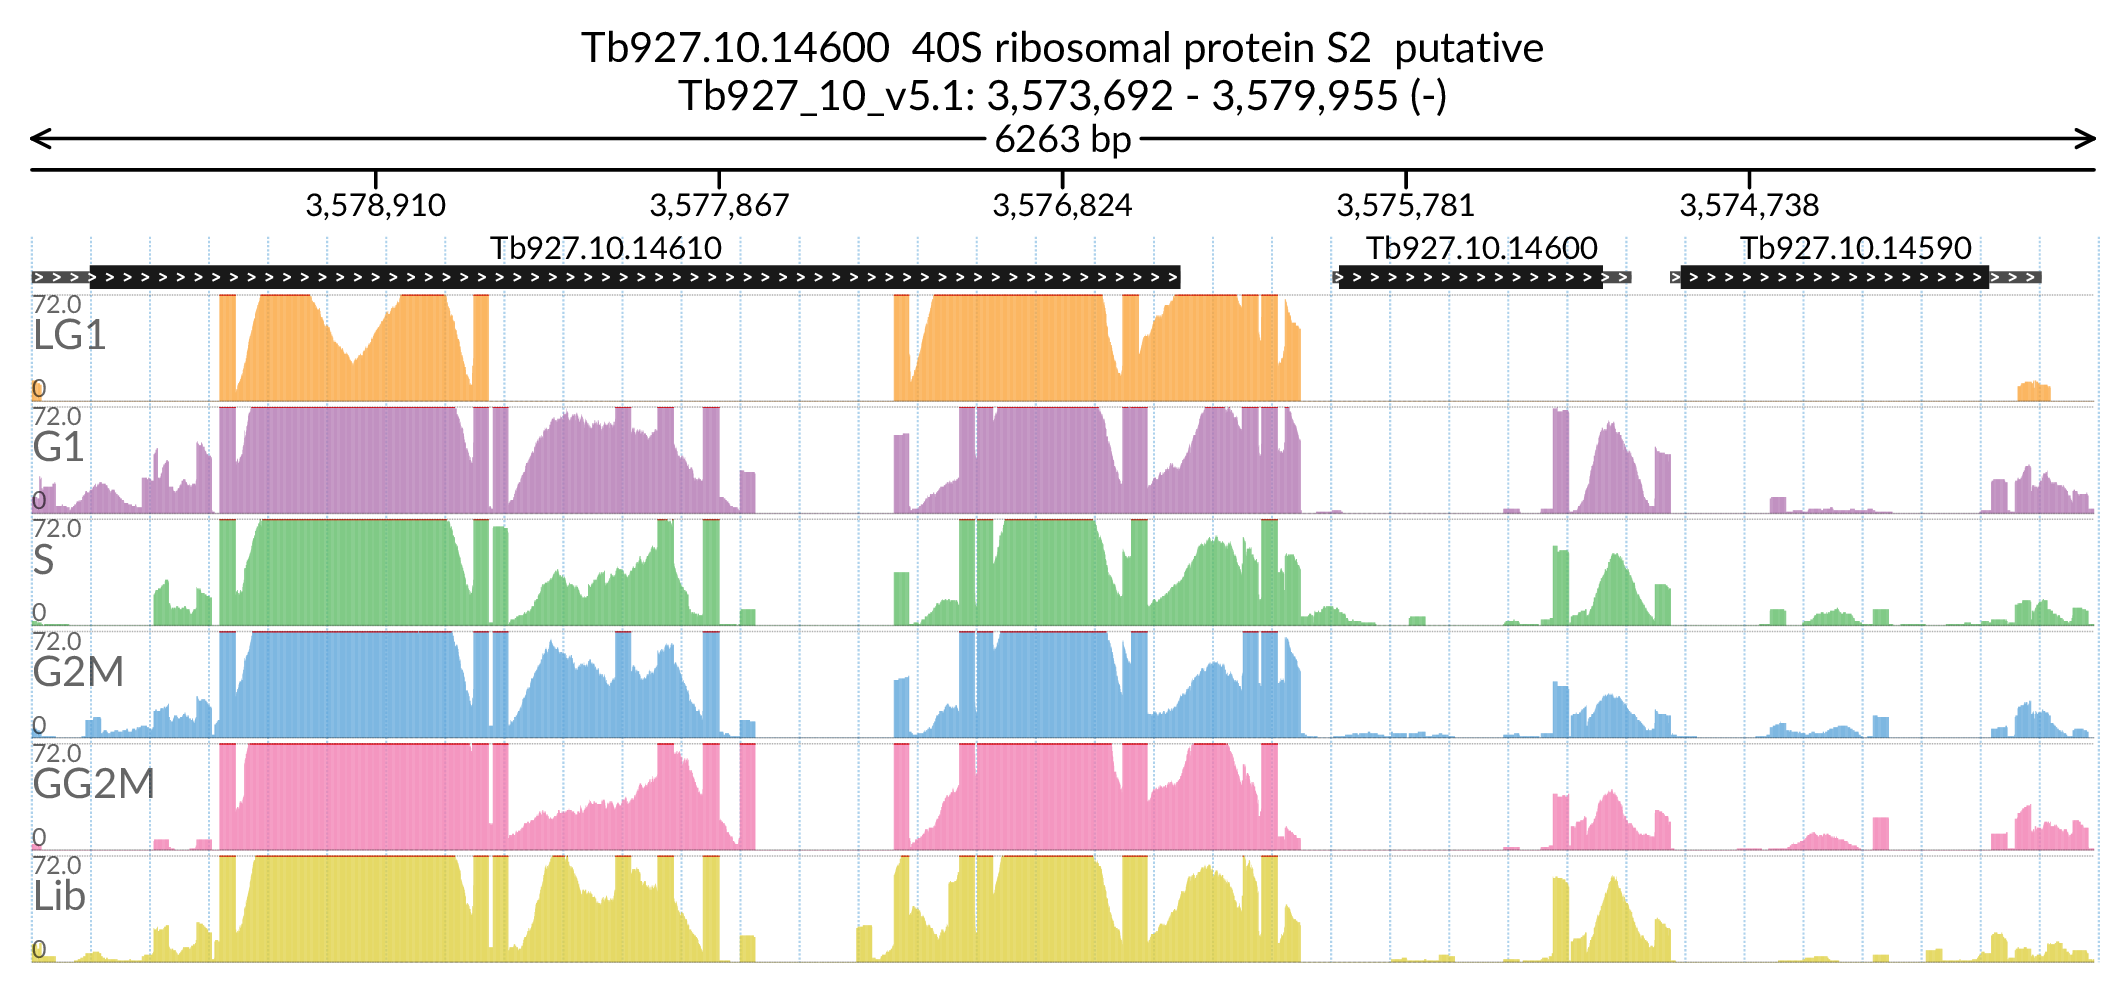 Tb927.10.14600  40S ribosomal protein S2  putative
Tb927_10_v5.1: 3,573,692 - 3,579,955 (-)
6263 bp
3,578,910 3,577,867 3,576,824 3,575,781 3,574,738
Tb927.10.14610 Tb927.10.14600 Tb927.10.14590
72.0
LG1
0
72.0
G1
0
72.0
S
0
72.0
G2M
0
72.0
GG2M
0
72.0
Lib
0